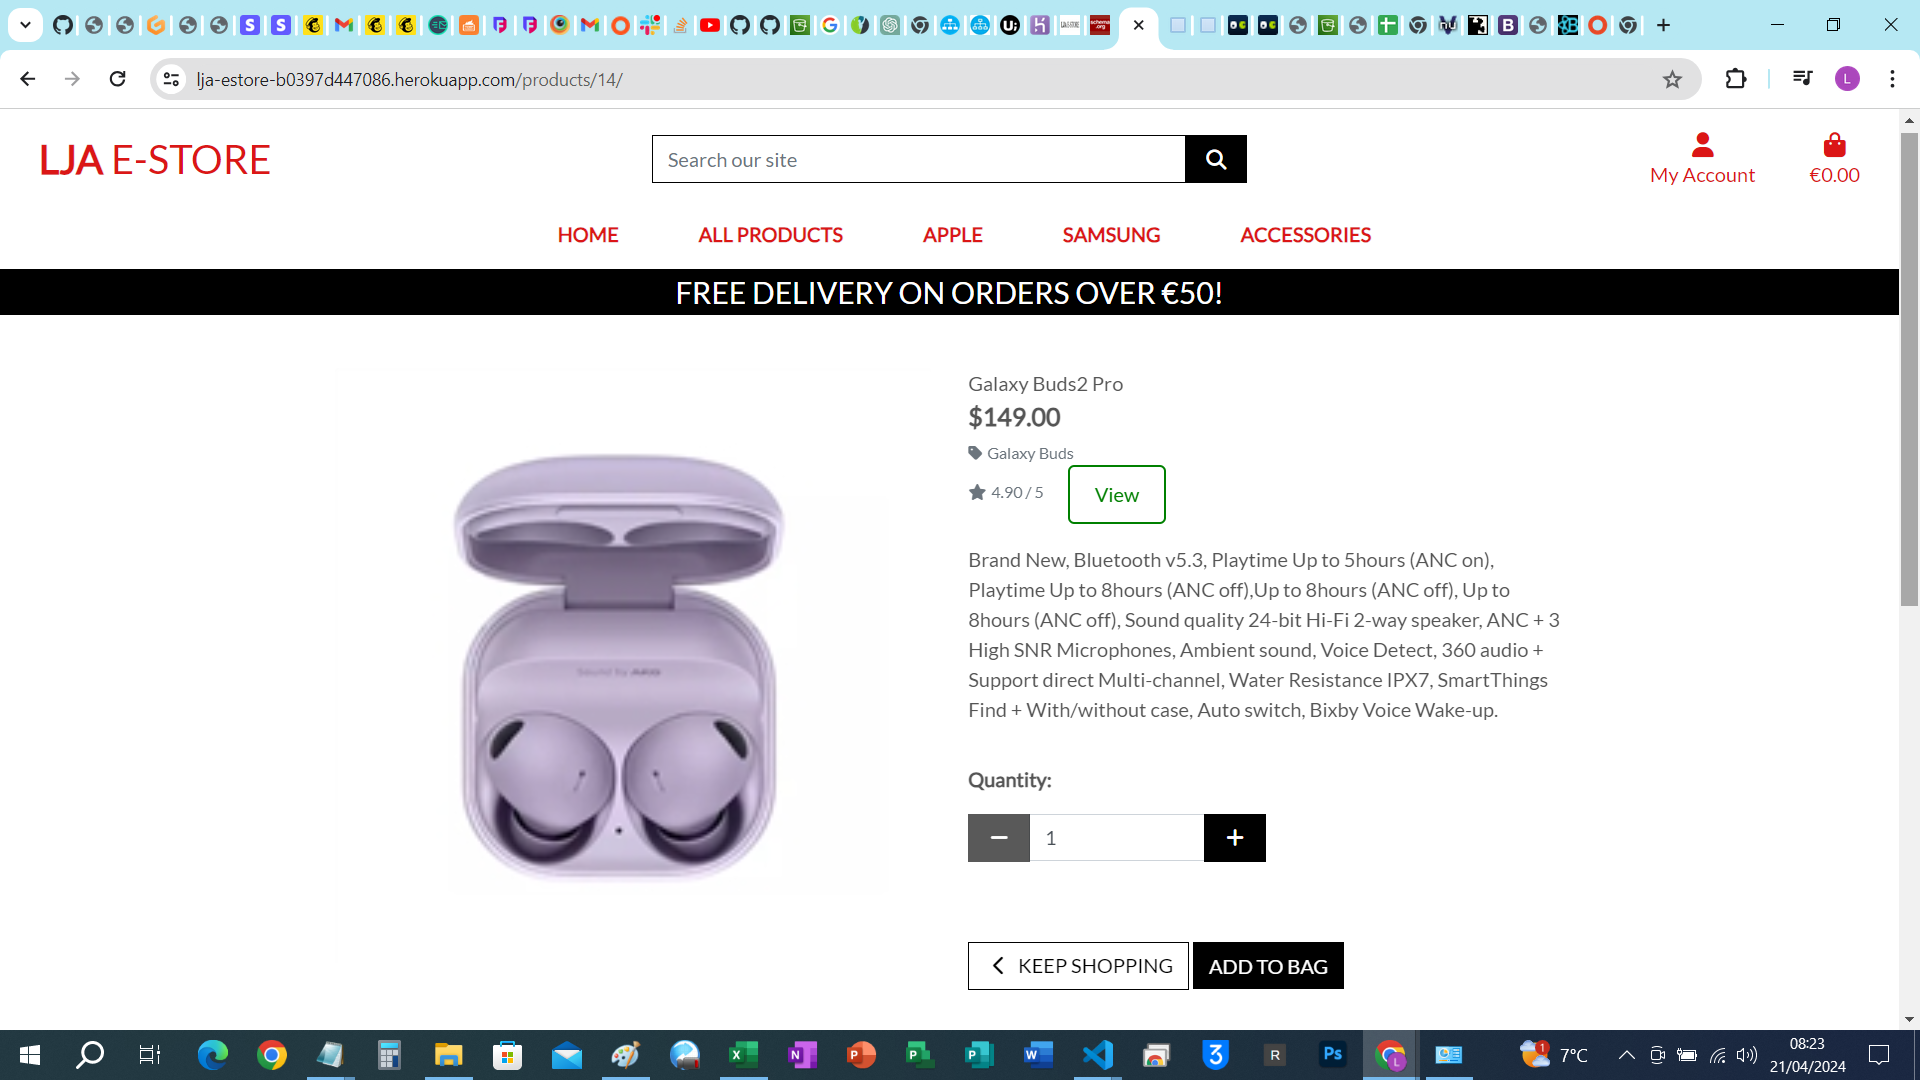 lja-estore-b0397d447086.herokuapp.com/products/14/
L
LJA E-STORE
Search our site
My Account
€0.00
HOME
ALL PRODUCTS
APPLE
SAMSUNG
ACCESSORIES
FREE DELIVERY ON ORDERS OVER €50!
Galaxy Buds2 Pro
$149.00
Galaxy Buds
4.90 / 5
View
Brand New, Bluetooth v5.3, Playtime Up to 5hours (ANC on),
Playtime Up to 8hours (ANC off),Up to 8hours (ANC off), Up to
8hours (ANC off), Sound quality 24-bit Hi-Fi 2-way speaker, ANC + 3
High SNR Microphones, Ambient sound, Voice Detect, 360 audio +
Support direct Multi-channel, Water Resistance IPX7, SmartThings
Find + With/without case, Auto switch, Bixby Voice Wake-up.
Sound by AKG
Quantity:
1
KEEP SHOPPING
ADD TO BAG
7°C
08:23
21/04/2024